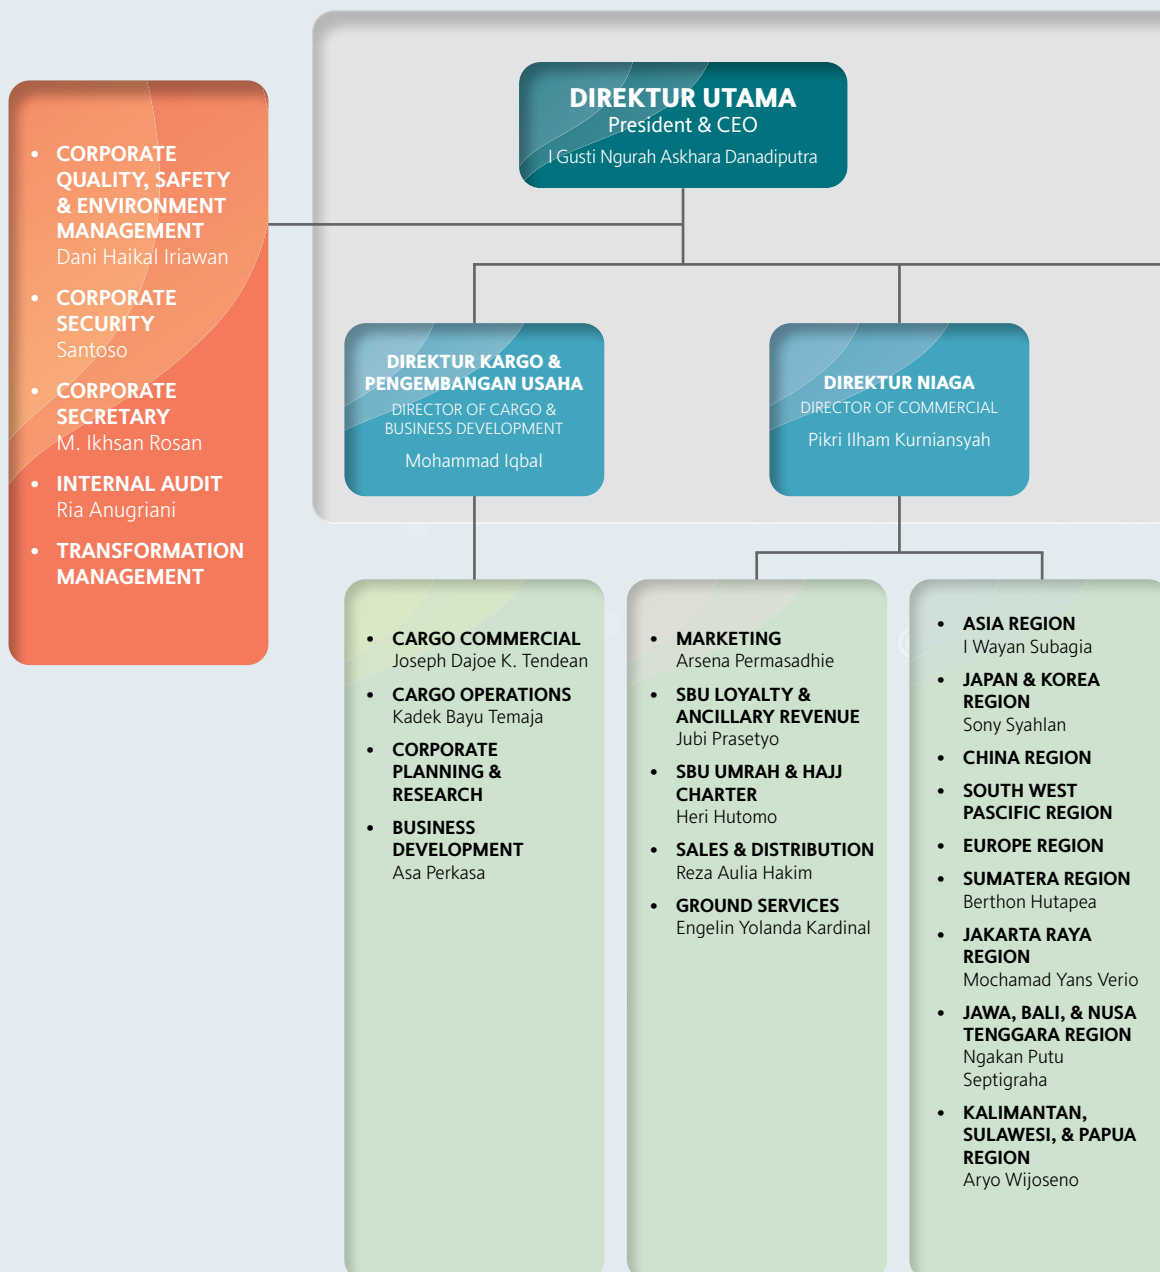 DIREKTUR UTAMA
President & CEO
I Gusti Ngurah Askhara Danadiputra
• CORPORATE
QUALITY, SAFETY
& ENVIRONMENT
MANAGEMENT
Dani Haikal Iriawan
• CORPORATE
SECURITY
Santoso
• CORPORATE
SECRETARY
M. Ikhsan Rosan
• INTERNAL AUDIT
Ria Anugriani
• TRANSFORMATION
MANAGEMENT
DIREKTUR KARGO &
PENGEMBANGAN USAHA
DIRECTOR OF CARGO &
BUSINESS DEVELOPMENT
Mohammad Iqbal
DIREKTUR NIAGA
DIRECTOR OF COMMERCIAL
Pikri Ilham Kurniansyah
• CARGO COMMERCIAL
Joseph Dajoe K. Tendean
• CARGO OPERATIONS
Kadek Bayu Temaja
• CORPORATE
PLANNING &
RESEARCH
• BUSINESS
DEVELOPMENT
Asa Perkasa
• MARKETING
Arsena Permasadhie
• SBU LOYALTY &
ANCILLARY REVENUE
Jubi Prasetyo
• SBU UMRAH & HAJJ
CHARTER
Heri Hutomo
• SALES & DISTRIBUTION
Reza Aulia Hakim
• GROUND SERVICES
Engelin Yolanda Kardinal
• ASIA REGION
I Wayan Subagia
• JAPAN & KOREA
REGION
Sony Syahlan
• CHINA REGION
• SOUTH WEST
PASCIFIC REGION
• EUROPE REGION
• SUMATERA REGION
Berthon Hutapea
• JAKARTA RAYA
REGION
Mochamad Yans Verio
• JAWA, BALI, & NUSA
TENGGARA REGION
Ngakan Putu
Septigraha
• KALIMANTAN,
SULAWESI, & PAPUA
REGION
Aryo Wijoseno